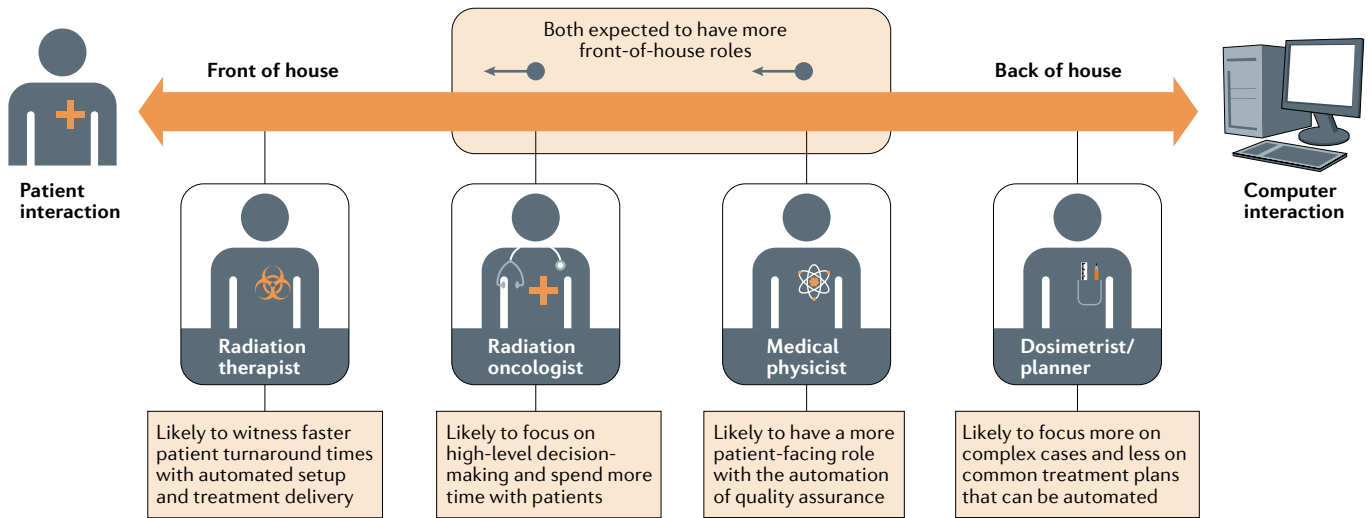 Both expected to have more
front-of-house roles
Front of house
Back of house
Patient
interaction
Computer
interaction
Radiation
therapist
Radiation
oncologist
Medical
physicist
Dosimetrist/
planner
Likely to witness faster
patient turnaround times
with automated setup
and treatment delivery
Likely to focus on
high-level decision-
making and spend more
time with patients
Likely to have a more
patient-facing role
with the automation
of quality assurance
Likely to focus more on
complex cases and less on
common treatment plans
that can be automated